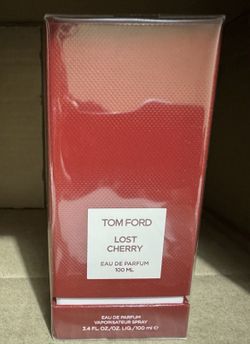 TOM FORD
LOST
CHERRY
EAU DE PARFUM
100 ML
EAU DE PARFUM
VAPORISATEUR SPRAY
3.4 FL.OZ./OZ. LIQ./100 ml ℮